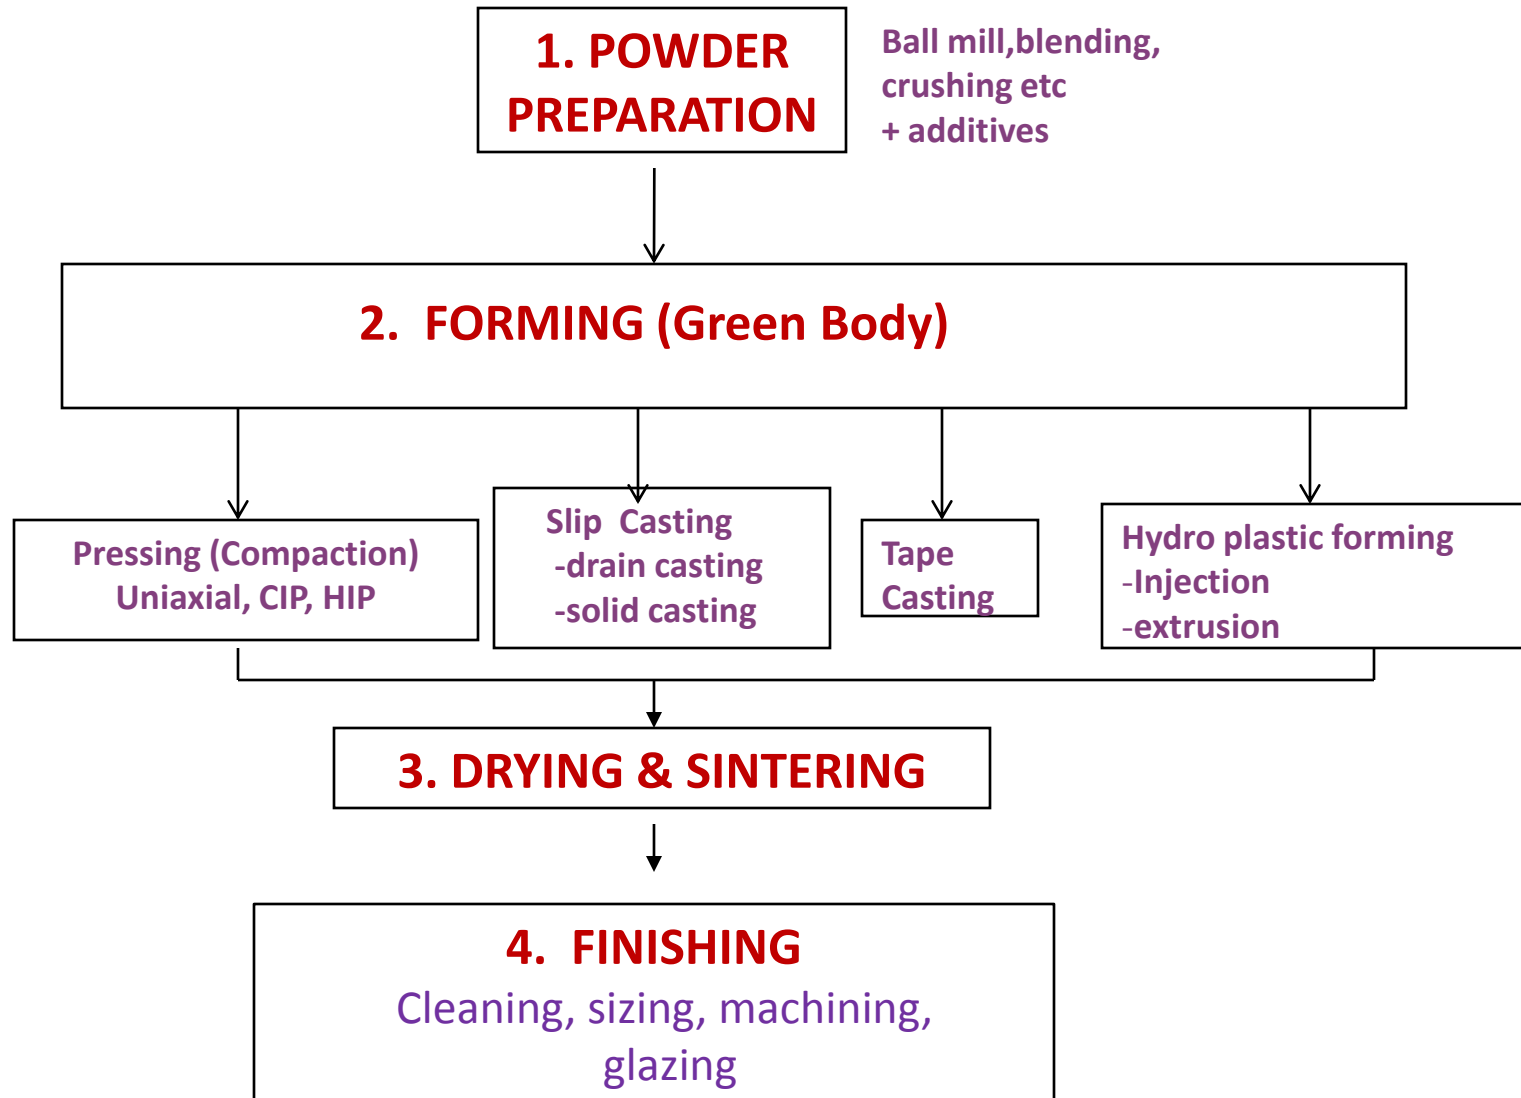 1. POWDER
PREPARATION
Ball mill,blending,
crushing etc
+ additives
2. FORMING (Green Body)
Pressing (Compaction)
Uniaxial, CIP, HIP
Slip Casting
-drain casting
-solid casting
Tape
Casting
Hydro plastic forming
-Injection
-extrusion
3. DRYING & SINTERING
4. FINISHING
Cleaning, sizing, machining,
glazing